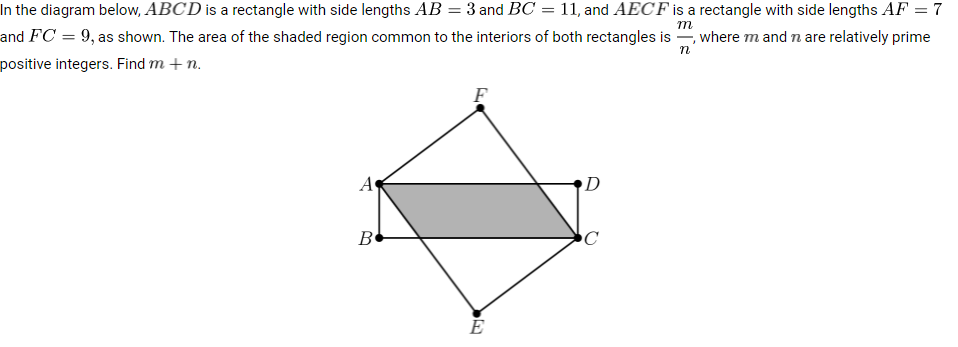 In the diagram below, ABCD is a rectangle with side lengths AB = 3 and BC = 11, and AECF is a rectangle with side lengths AF = 7
and FC = 9, as shown. The area of the shaded region common to the interiors of both rectangles is m/n, where m and n are relatively prime
positive integers. Find m + n.
F
A
D
B
C
E